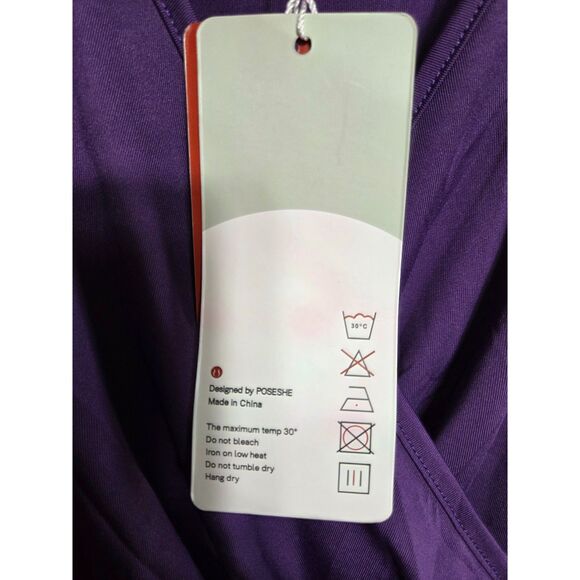 30°C
Designed by POSESHE
Made in China
The maximum temp 30°
Do not bleach
Iron on low heat
Do not tumble dry
Hang dry